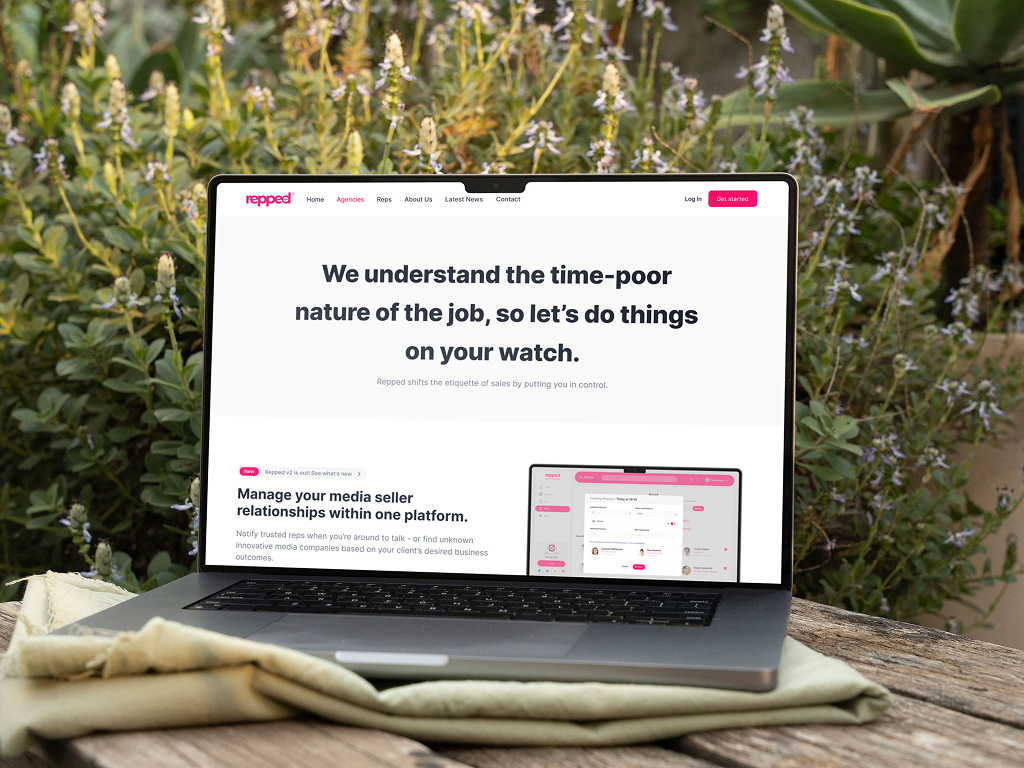 repped
Home Agencies Reps About Us Latest News Contact Log In Get started
We understand the time-poor
nature of the job, so let's do things
on your watch.
Repped shifts the etiquette of sales by putting you in control.
New Repped v2 is out! See what's new
Manage your media seller
relationships within one platform.
Notify trusted reps when you're around to talk - or find unknown
innovative media companies based on your client's desired business
outcomes.
repped